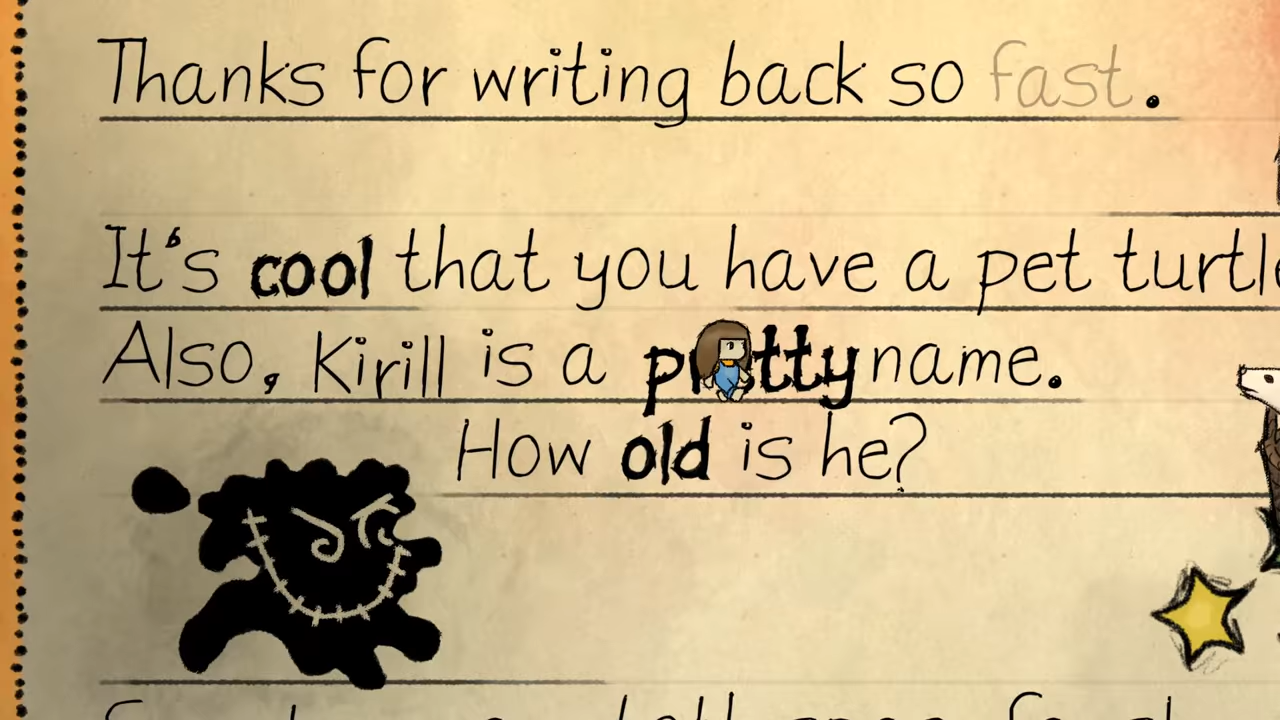 Thanks for writing back so fast.
It's cool that you have a pet turtle
Also, Kirill is a pretty name.
How old is he?